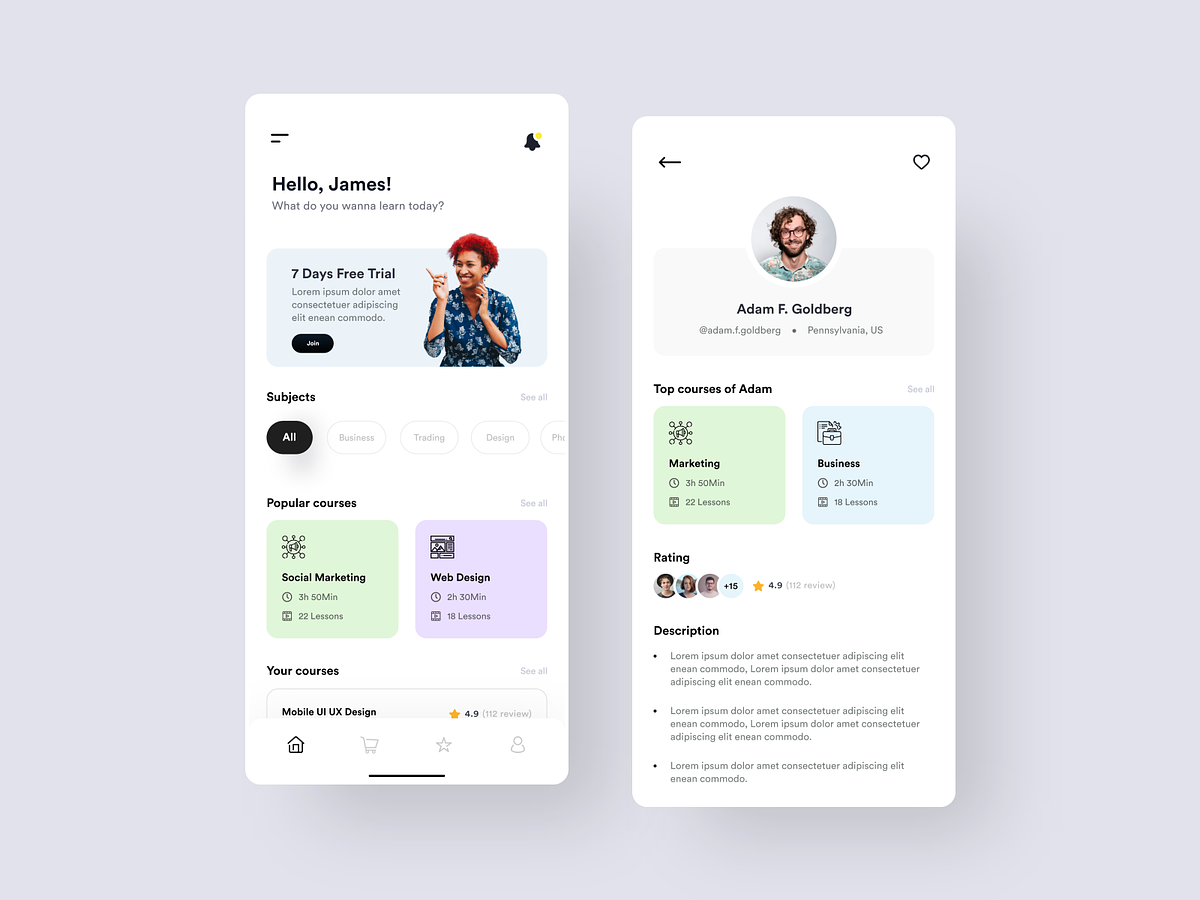 Hello, James!
What do you wanna learn today?
7 Days Free Trial
Lorem ipsum dolor amet
consectetuer adipiscing
elit enean commodo.
Join
Subjects
See all
All
Business
Trading
Design
Pho
Popular courses
See all
Social Marketing
3h 50Min
22 Lessons
Web Design
2h 30Min
18 Lessons
Your courses
See all
Mobile UI UX Design
4.9 (112 review)
Adam F. Goldberg
@adam.f.goldberg • Pennsylvania, US
Top courses of Adam
See all
Marketing
3h 50Min
22 Lessons
Business
2h 30Min
18 Lessons
Rating
+15
4.9 (112 review)
Description
• Lorem ipsum dolor amet consectetuer adipiscing elit
enean commodo, Lorem ipsum dolor amet consectetuer
adipiscing elit enean commodo.
• Lorem ipsum dolor amet consectetuer adipiscing elit
enean commodo, Lorem ipsum dolor amet consectetuer
adipiscing elit enean commodo.
• Lorem ipsum dolor amet consectetuer adipiscing elit
enean commodo.